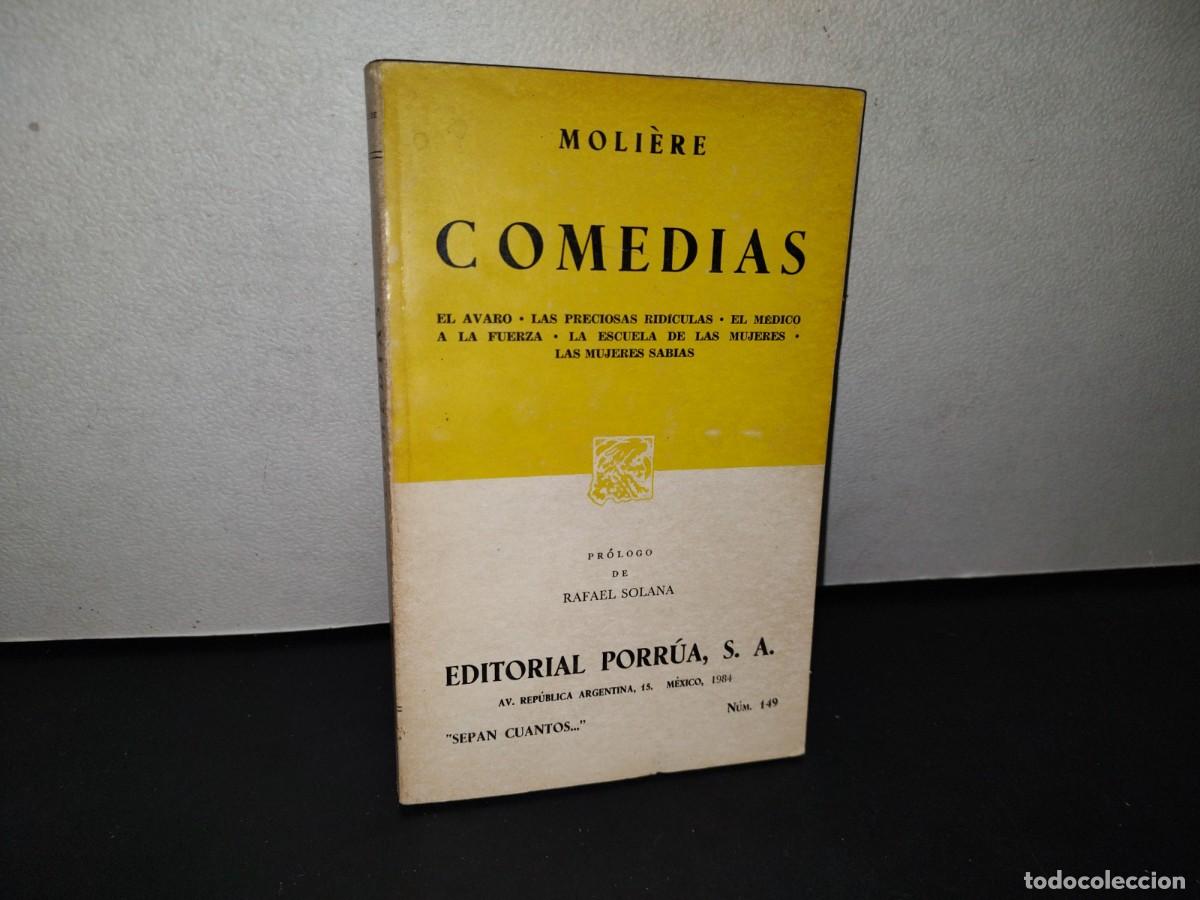 MOLIÈRE
COMEDIAS
EL AVARO • LAS PRECIOSAS RIDÍCULAS • EL MÉDICO
A LA FUERZA • LA ESCUELA DE LAS MUJERES •
LAS MUJERES SABIAS
PRÓLOGO
DE
RAFAEL SOLANA
EDITORIAL PORRÚA, S. A.
AV. REPÚBLICA ARGENTINA, 15. MÉXICO, 1984
"SEPAN CUANTOS..."
NÚM. 149
todocoleccion